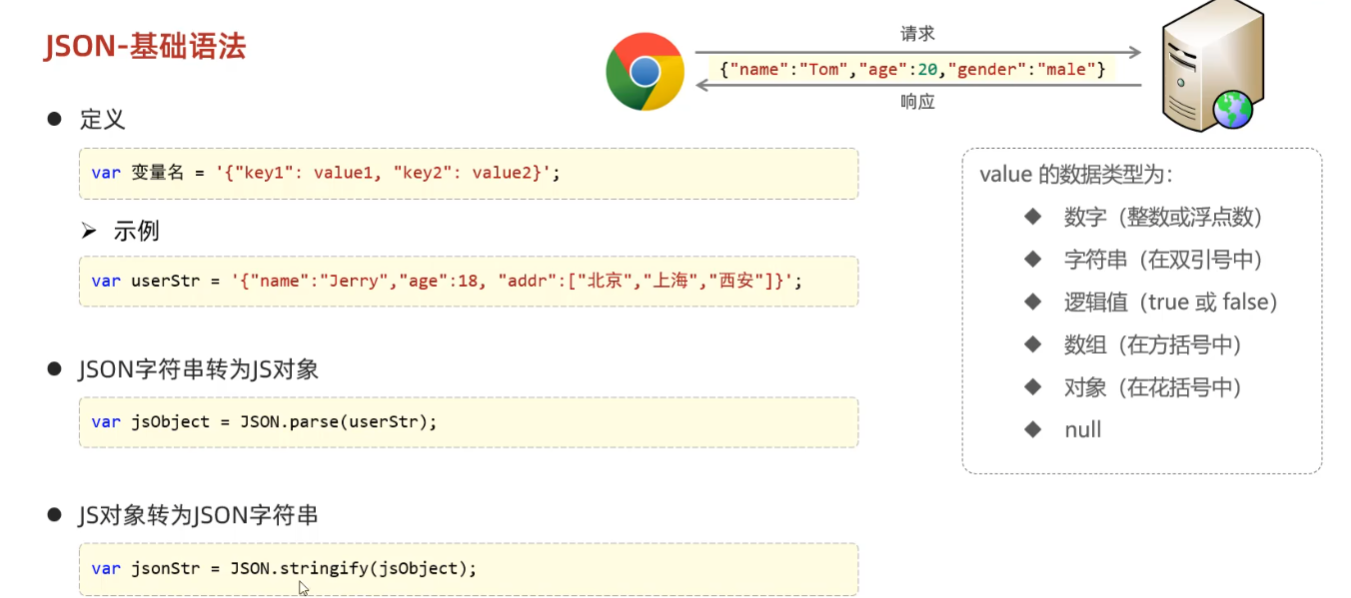 JSON-基础语法
请求
{"name":"Tom","age":20,"gender":"male"}
响应
● 定义
var 变量名 = '{"key1": value1, "key2": value2}';
➢ 示例
var userStr = '{"name":"Jerry","age":18, "addr":["北京","上海","西安"]}';
● JSON字符串转为JS对象
var jsObject = JSON.parse(userStr);
● JS对象转为JSON字符串
var jsonStr = JSON.stringify(jsObject);
value 的数据类型为：
◆ 数字（整数或浮点数）
◆ 字符串（在双引号中）
◆ 逻辑值（true 或 false）
◆ 数组（在方括号中）
◆ 对象（在花括号中）
◆ null